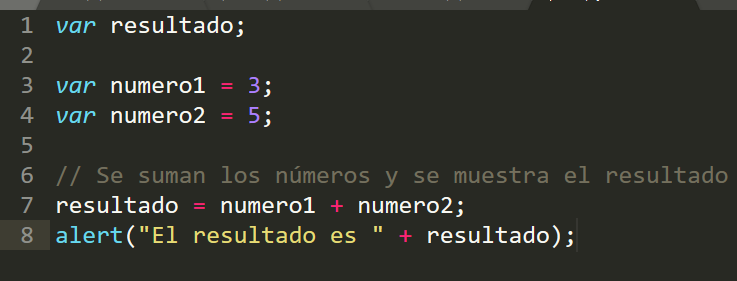 1 var resultado;
2
3 var numero1 = 3;
4 var numero2 = 5;
5
6 // Se suman los números y se muestra el resultado
7 resultado = numero1 + numero2;
8 alert("El resultado es " + resultado);